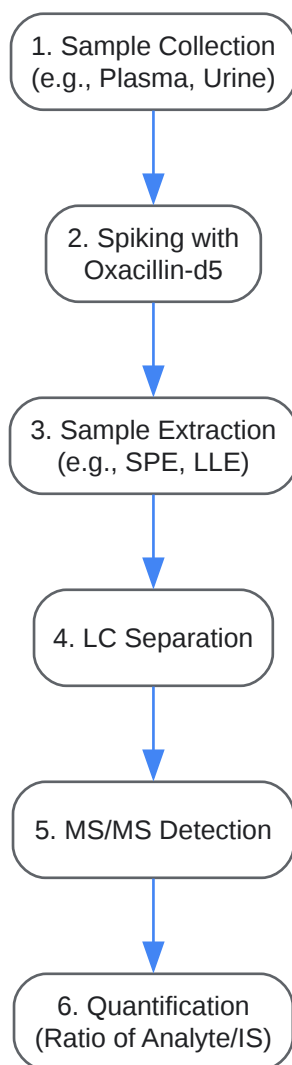 1. Sample Collection
(e.g., Plasma, Urine)
2. Spiking with
Oxacillin-d5
3. Sample Extraction
(e.g., SPE, LLE)
4. LC Separation
5. MS/MS Detection
6. Quantification
(Ratio of Analyte/IS)